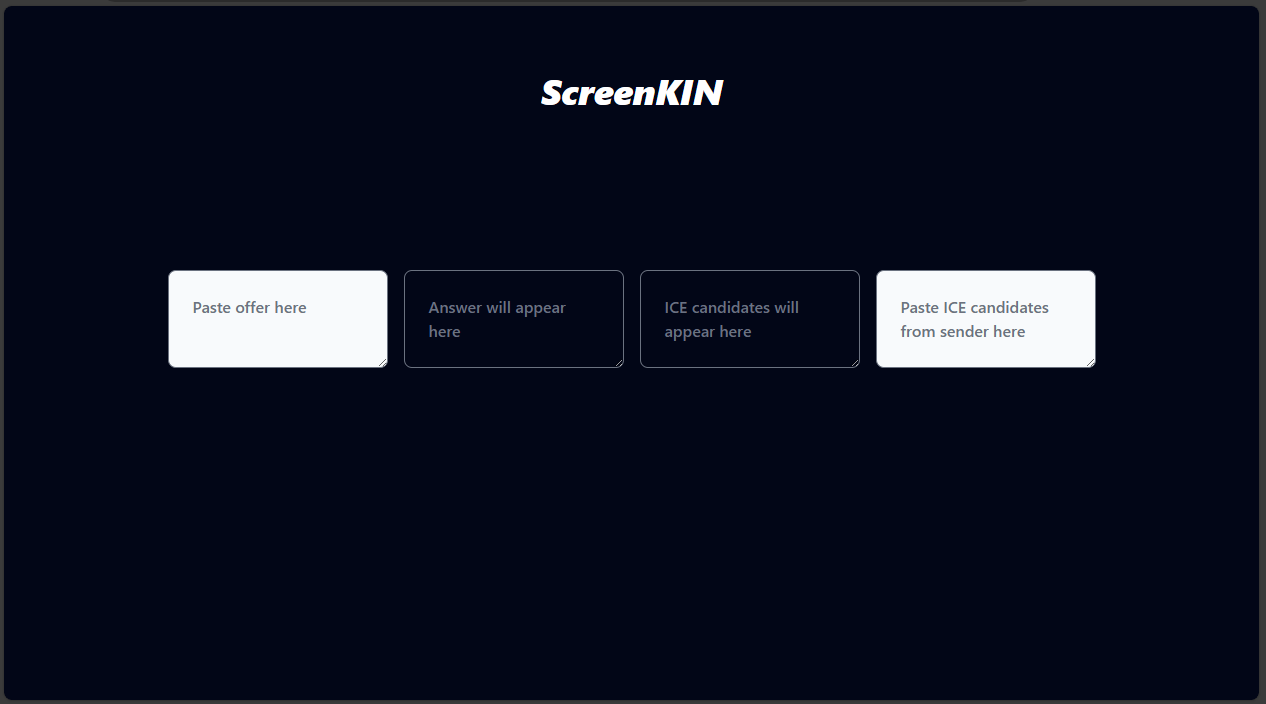 ScreenKIN
Paste offer here
Answer will appear
here
ICE candidates will
appear here
Paste ICE candidates
from sender here